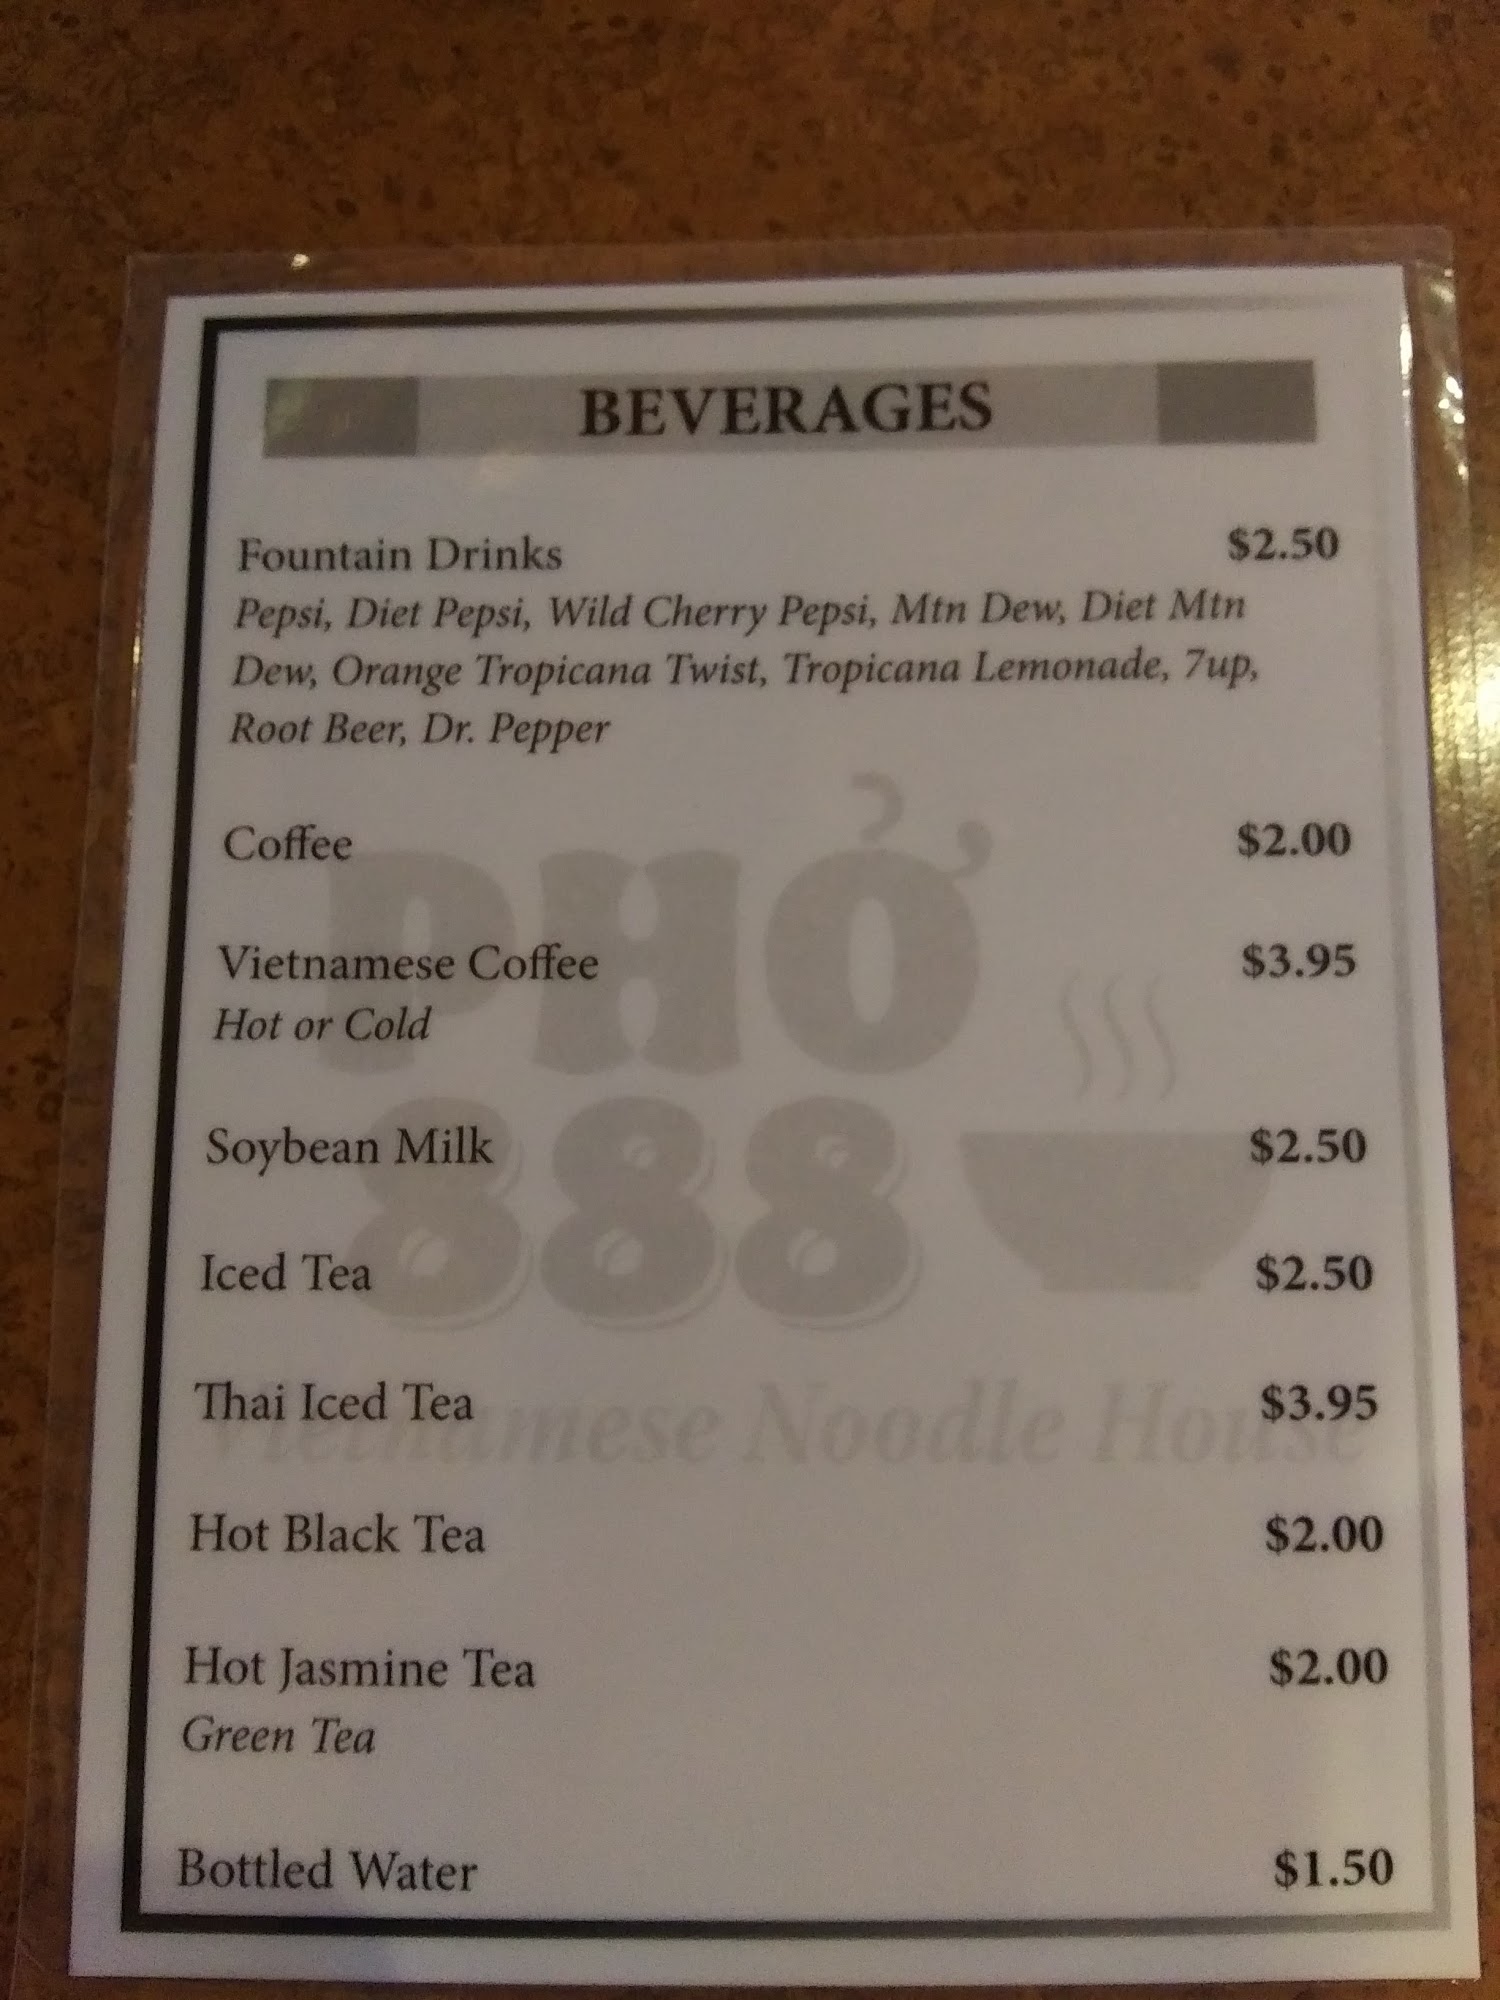 BEVERAGES
Fountain Drinks $2.50
Pepsi, Diet Pepsi, Wild Cherry Pepsi, Mtn Dew, Diet Mtn
Dew, Orange Tropicana Twist, Tropicana Lemonade, 7up,
Root Beer, Dr. Pepper
Coffee $2.00
Vietnamese Coffee $3.95
Hot or Cold
PHỞ
888
Soybean Milk $2.50
Iced Tea $2.50
Thai Iced Tea $3.95
Vietnamese Noodle House
Hot Black Tea $2.00
Hot Jasmine Tea $2.00
Green Tea
Bottled Water $1.50